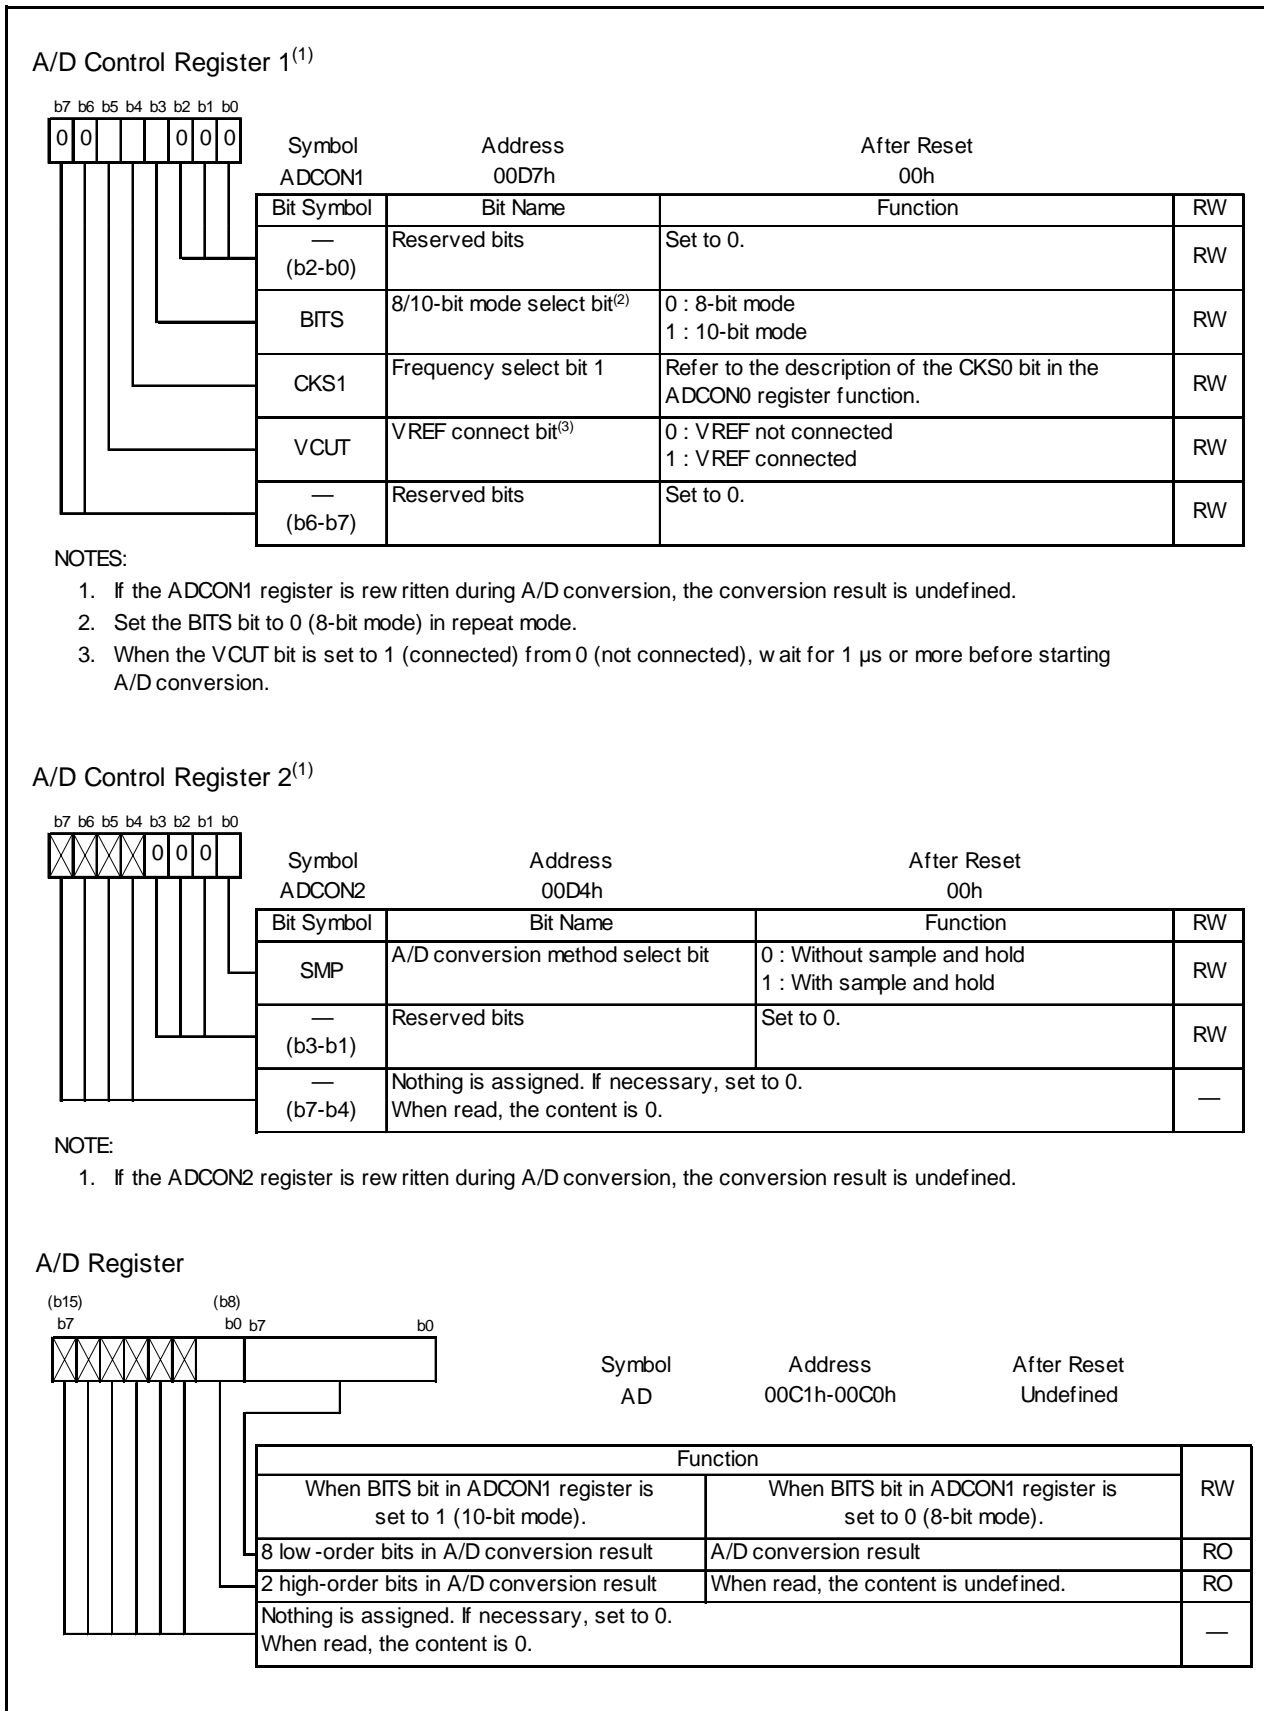 A/D Control Register 1(1)
b7 b6 b5 b4 b3 b2 b1 b0
0 0 0 0 0
Symbol Address After Reset
ADCON1 00D7h 00h
Bit Symbol Bit Name Function RW
— (b2-b0) Reserved bits Set to 0. RW
BITS 8/10-bit mode select bit(2) 0 : 8-bit mode
1 : 10-bit mode RW
CKS1 Frequency select bit 1 Refer to the description of the CKS0 bit in the
ADCON0 register function. RW
VCUT VREF connect bit(3) 0 : VREF not connected
1 : VREF connected RW
— (b6-b7) Reserved bits Set to 0. RW
NOTES:
1. If the ADCON1 register is rewritten during A/D conversion, the conversion result is undefined.
2. Set the BITS bit to 0 (8-bit mode) in repeat mode.
3. When the VCUT bit is set to 1 (connected) from 0 (not connected), wait for 1 µs or more before starting
A/D conversion.
A/D Control Register 2(1)
b7 b6 b5 b4 b3 b2 b1 b0
0 0 0
Symbol Address After Reset
ADCON2 00D4h 00h
Bit Symbol Bit Name Function RW
SMP A/D conversion method select bit 0 : Without sample and hold
1 : With sample and hold RW
— (b3-b1) Reserved bits Set to 0. RW
— (b7-b4) Nothing is assigned. If necessary, set to 0.
When read, the content is 0. —
NOTE:
1. If the ADCON2 register is rewritten during A/D conversion, the conversion result is undefined.
A/D Register
(b15) (b8)
b7 b0 b7 b0
Symbol Address After Reset
AD 00C1h-00C0h Undefined
Function RW
When BITS bit in ADCON1 register is
set to 1 (10-bit mode).
When BITS bit in ADCON1 register is
set to 0 (8-bit mode).
8 low-order bits in A/D conversion result A/D conversion result RO
2 high-order bits in A/D conversion result When read, the content is undefined. RO
Nothing is assigned. If necessary, set to 0.
When read, the content is 0. —